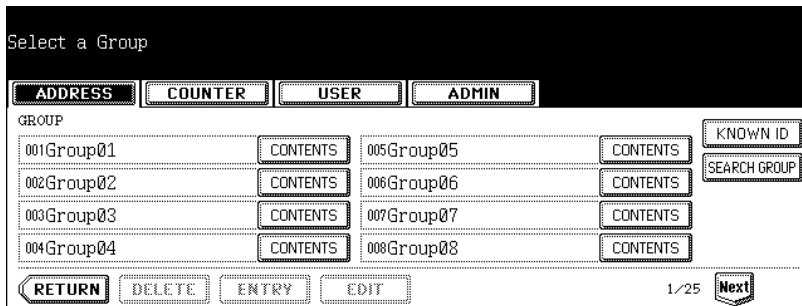 Select a Group
ADDRESS COUNTER USER ADMIN
GROUP
KNOWN ID
001Group01 CONTENTS 005Group05 CONTENTS
SEARCH GROUP
002Group02 CONTENTS 006Group06 CONTENTS
003Group03 CONTENTS 007Group07 CONTENTS
004Group04 CONTENTS 008Group08 CONTENTS
RETURN DELETE ENTRY EDIT 1/25 Next